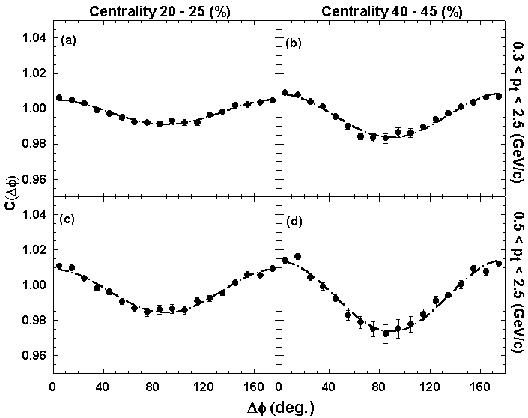 Centrality 20 - 25 (%) Centrality 40 - 45 (%)
(a) (b)
1.04
1.02
1.00
0.98
0.96
0.3 < pt < 2.5 (GeV/c)
C(Δϕ)
(c) (d)
1.04
1.02
1.00
0.98
0.96
0.5 < pt < 2.5 (GeV/c)
0 40 80 120 160 0 40 80 120 160
Δϕ (deg.)